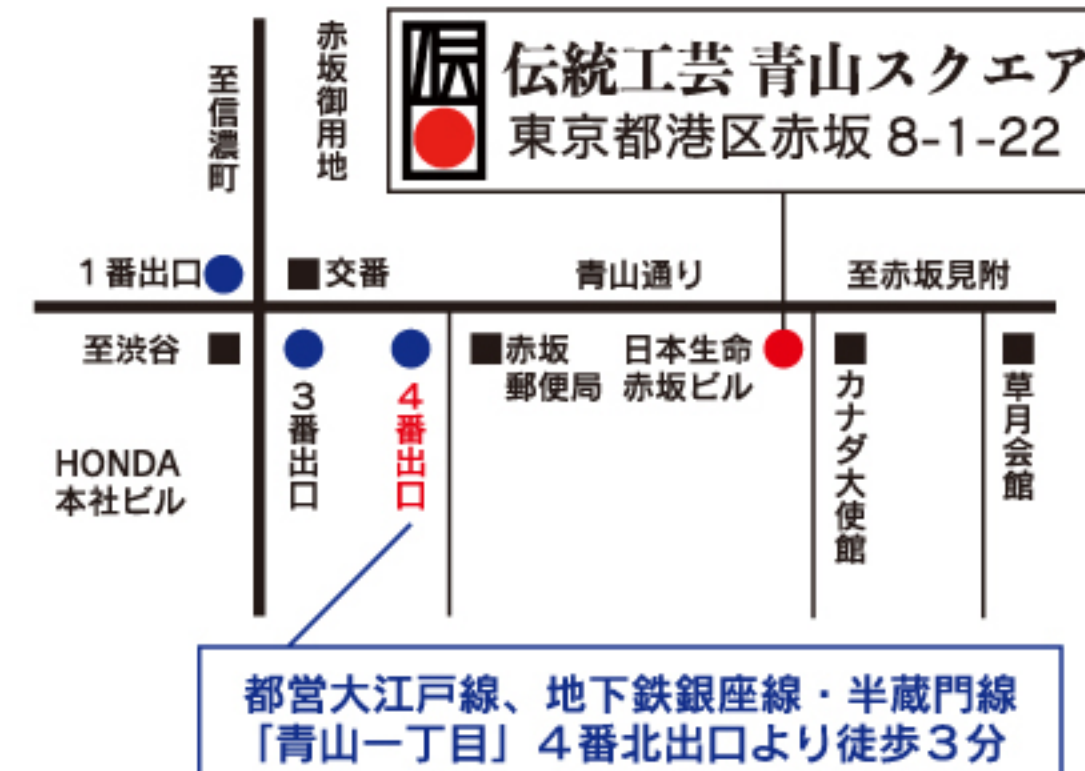 至信濃町
赤坂御用地
伝
伝統工芸 青山スクエア
東京都港区赤坂 8-1-22
1番出口
交番
青山通り
至赤坂見附
至渋谷
赤坂
郵便局
日本生命
赤坂ビル
3番出口
4番出口
カナダ大使館
草月会館
HONDA
本社ビル
都営大江戸線、地下鉄銀座線・半蔵門線
「青山一丁目」4番北出口より徒歩3分